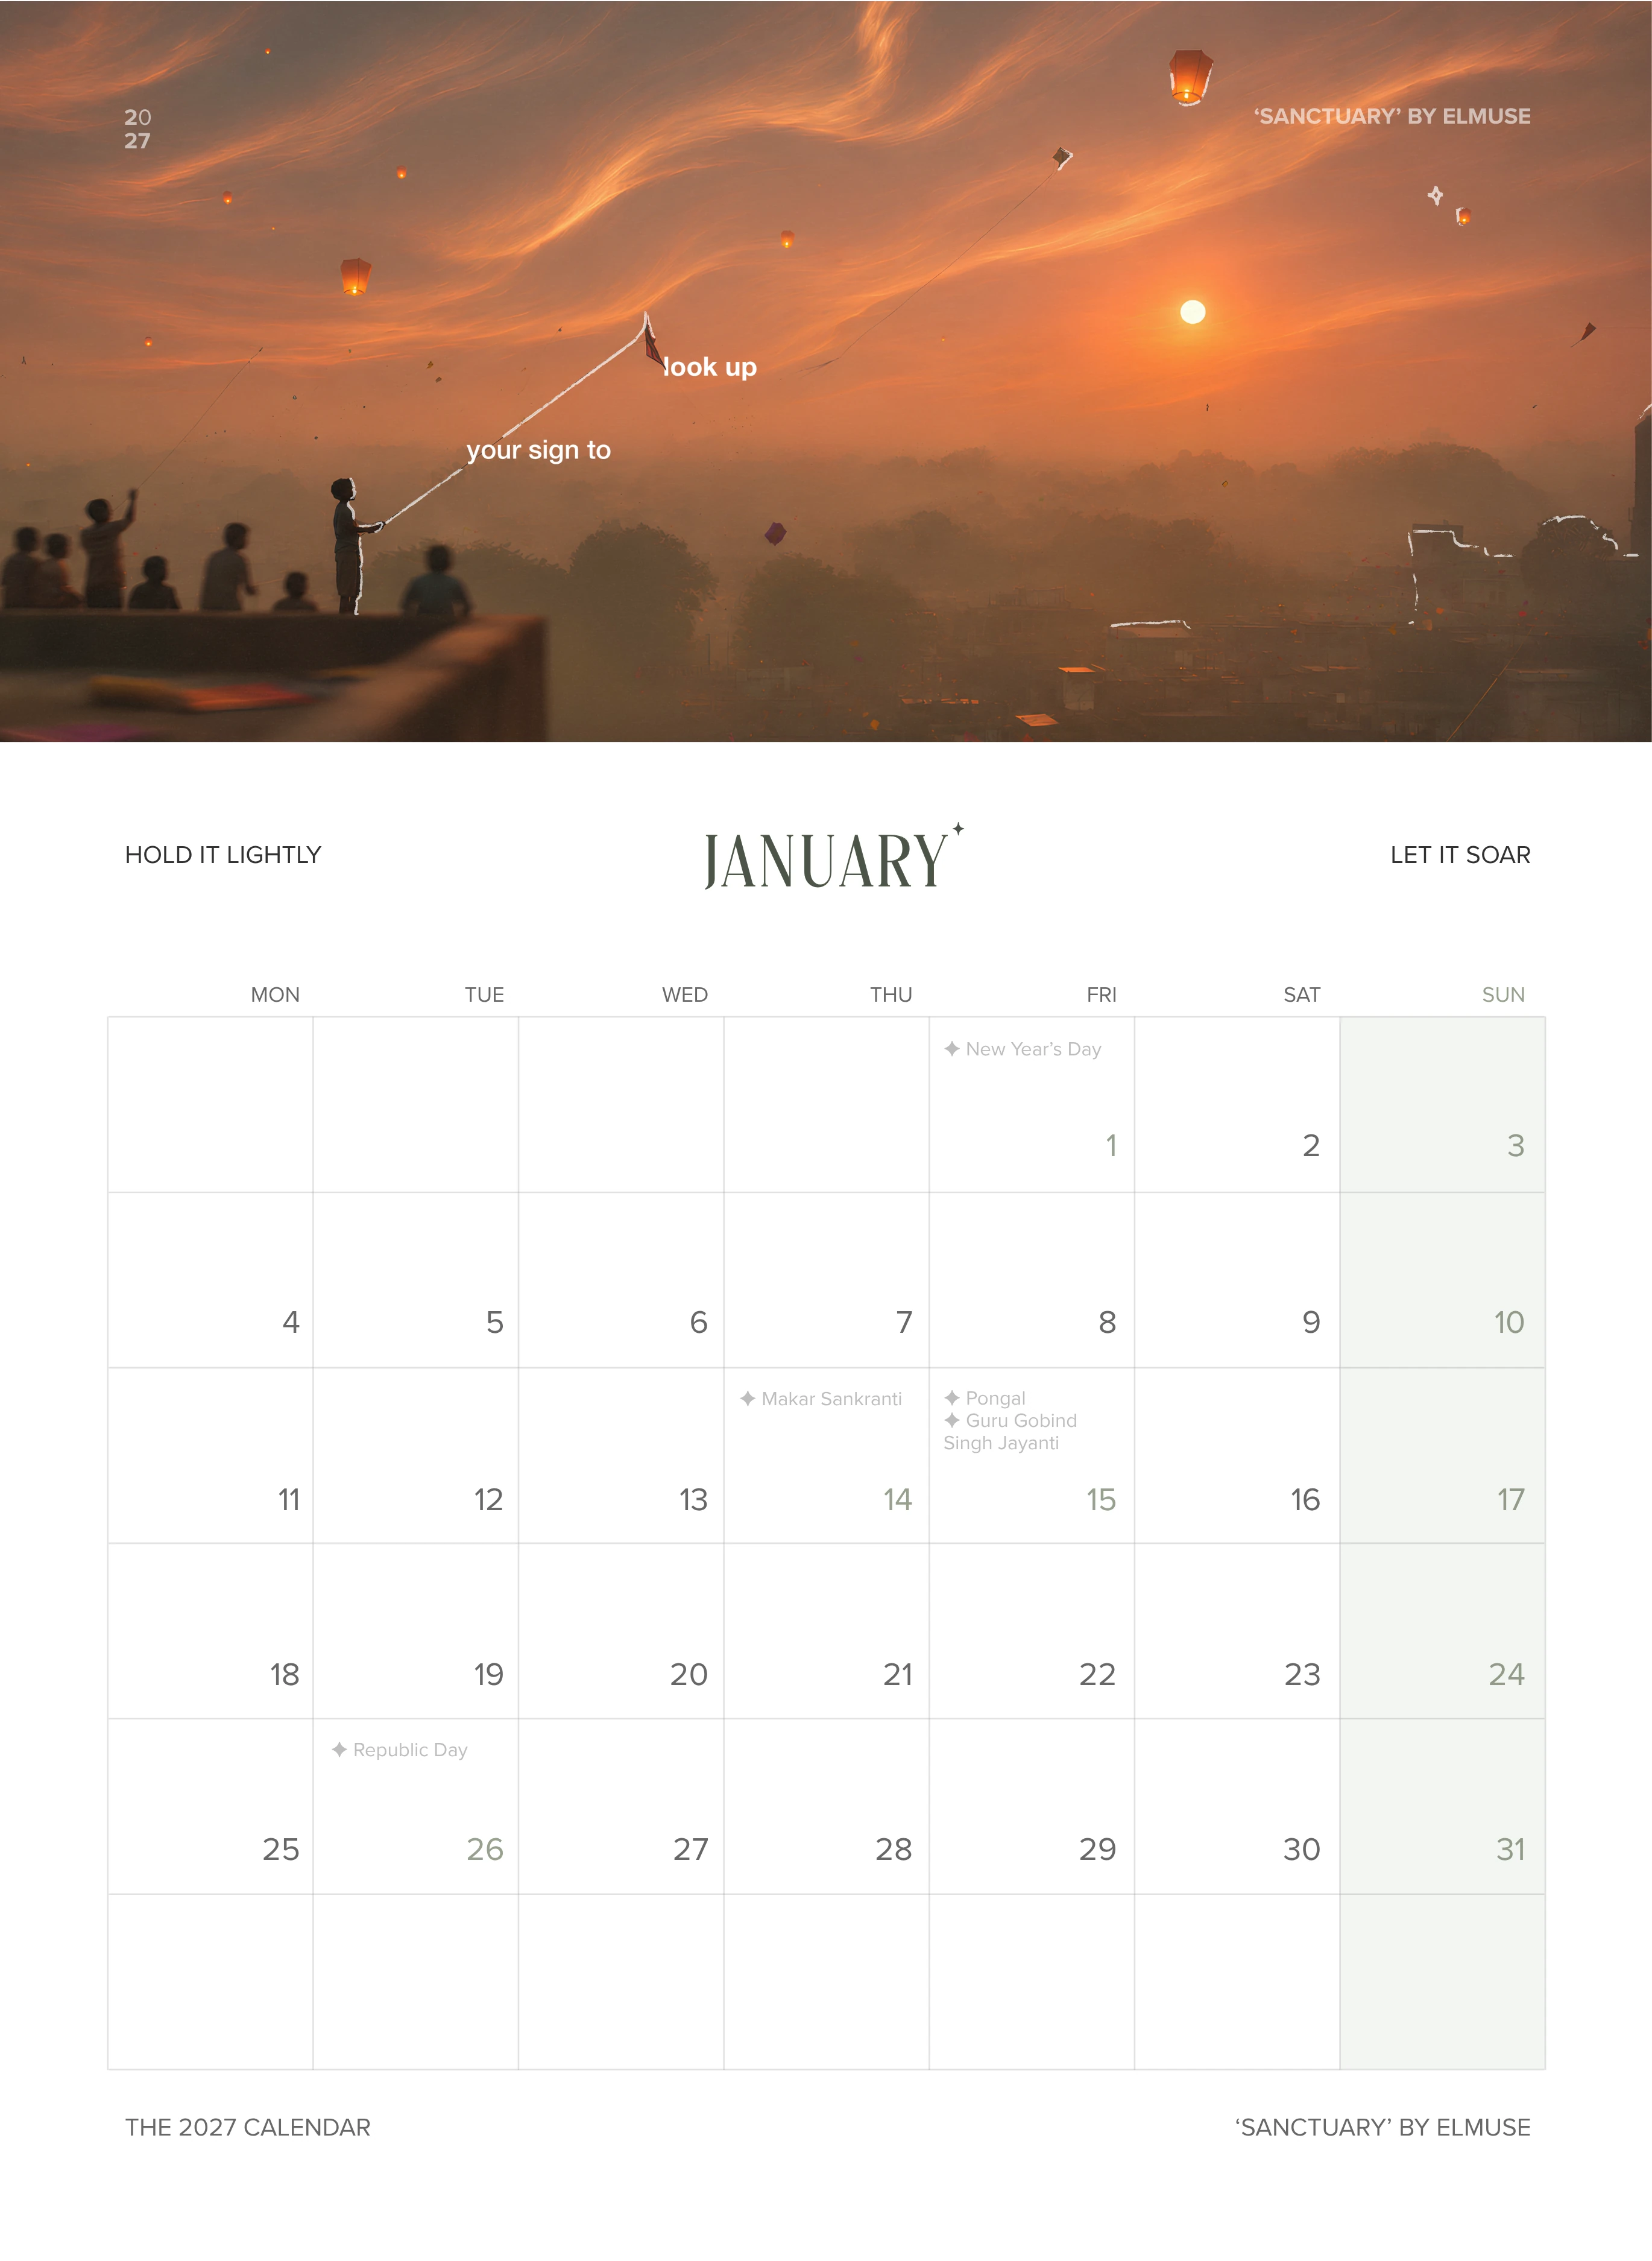 20
27
‘SANCTUARY’ BY ELMUSE
look up
your sign to
HOLD IT LIGHTLY
JANUARY
LET IT SOAR
MON TUE WED THU FRI SAT SUN
New Year’s Day
1 2 3
4 5 6 7 8 9 10
Makar Sankranti
Pongal
Guru Gobind
Singh Jayanti
11 12 13 14 15 16 17
18 19 20 21 22 23 24
Republic Day
25 26 27 28 29 30 31
THE 2027 CALENDAR
‘SANCTUARY’ BY ELMUSE